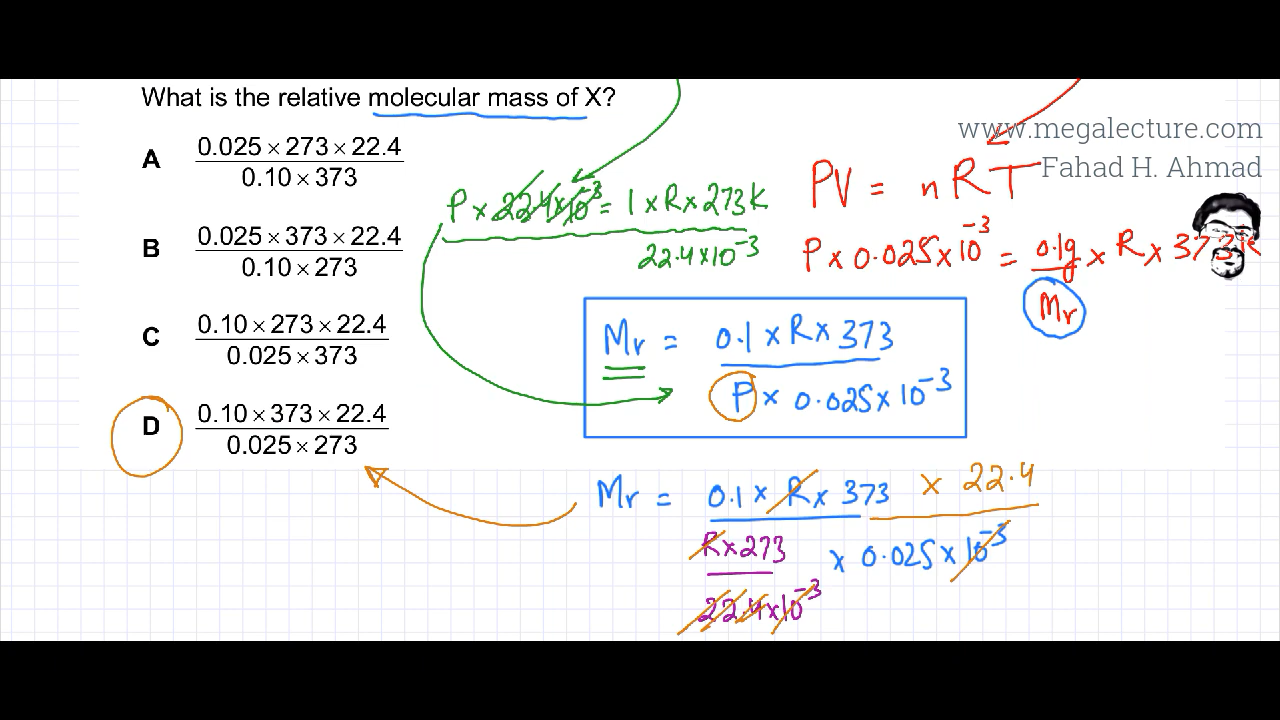 What is the relative molecular mass of X?
www.megalecture.com
Fahad H. Ahmad
A 0.025 × 273 × 22.4
0.10 × 373
B 0.025 × 373 × 22.4
0.10 × 273
C 0.10 × 273 × 22.4
0.025 × 373
D 0.10 × 373 × 22.4
0.025 × 273
P × 22.4 × 10⁻³ = 1 × R × 273K
22.4 × 10⁻³
PV = nRT
P × 0.025 × 10⁻³ = 0.1g × R × 373K
Mr
Mr = 0.1 × R × 373
P × 0.025 × 10⁻³
Mr = 0.1 × R × 373 × 22.4
R × 273 × 0.025 × 10⁻³
22.4 × 10⁻³